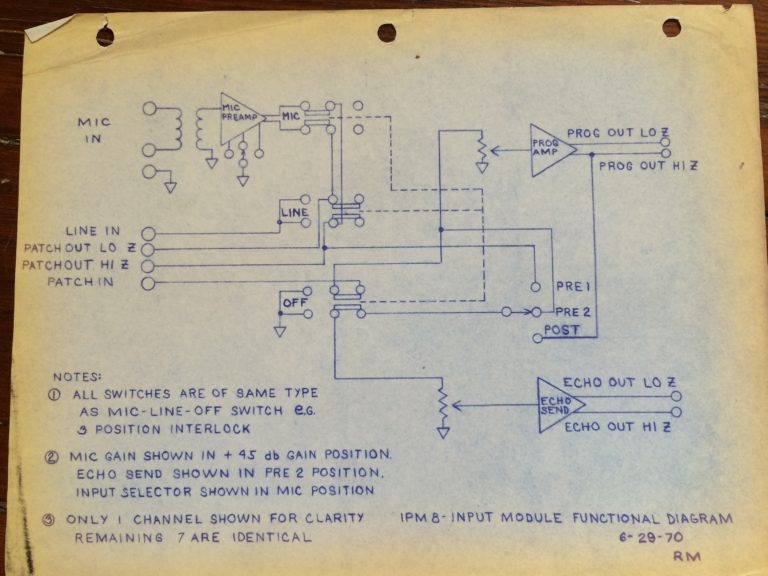 MIC
IN
MIC
PREAMP
MIC
PROG
AMP
PROG OUT LO Z
PROG OUT HI Z
LINE
LINE IN
PATCH OUT LO Z
PATCHOUT HI Z
PATCH IN
OFF
PRE 1
PRE 2
POST
ECHO
SEND
ECHO OUT LO Z
ECHO OUT HI Z
NOTES:
① ALL SWITCHES ARE OF SAME TYPE
AS MIC-LINE-OFF SWITCH e.G.
3 POSITION INTERLOCK
② MIC GAIN SHOWN IN + 45 db GAIN POSITION.
ECHO SEND SHOWN IN PRE 2 POSITION.
INPUT SELECTOR SHOWN IN MIC POSITION
③ ONLY 1 CHANNEL SHOWN FOR CLARITY
REMAINING 7 ARE IDENTICAL
IPM 8- INPUT MODULE FUNCTIONAL DIAGRAM
6-29-70
RM